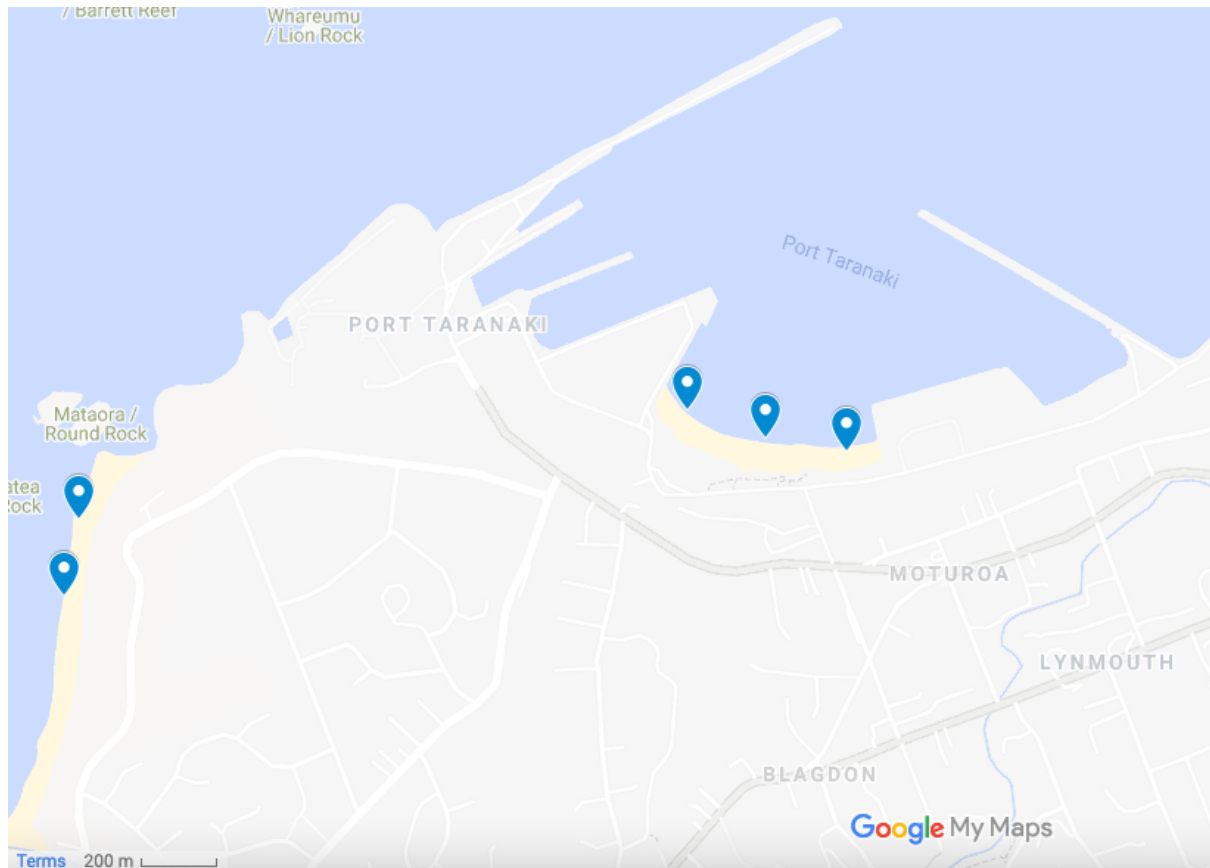 / Barrett Reef
Whareumu
/ Lion Rock
Port Taranaki
PORT TARANAKI
Mataora /
Round Rock
atea
Rock
MOTUROA
LYNMOUTH
BLAGDON
Google My Maps
Terms 200 m